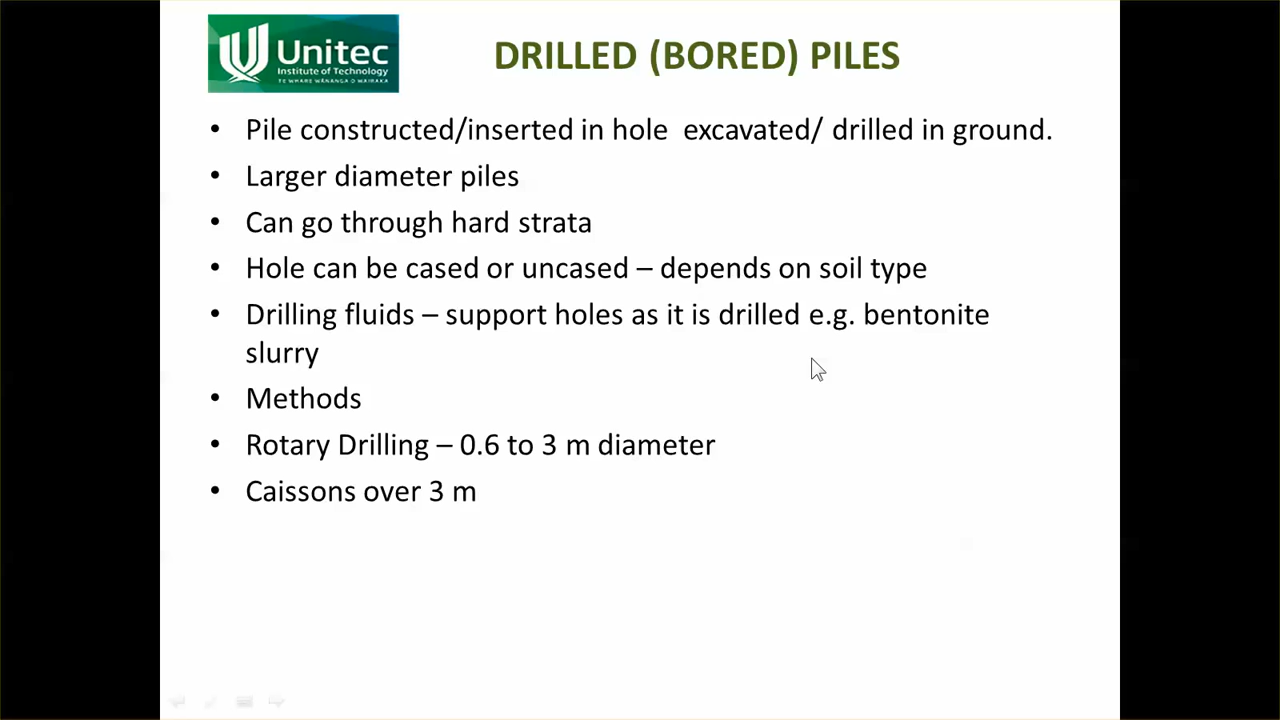 Unitec
Institute of Technology
TE WHARE WĀNANGA O WAIRAKA
DRILLED (BORED) PILES
• Pile constructed/inserted in hole excavated/ drilled in ground.
• Larger diameter piles
• Can go through hard strata
• Hole can be cased or uncased – depends on soil type
• Drilling fluids – support holes as it is drilled e.g. bentonite
slurry
• Methods
• Rotary Drilling – 0.6 to 3 m diameter
• Caissons over 3 m